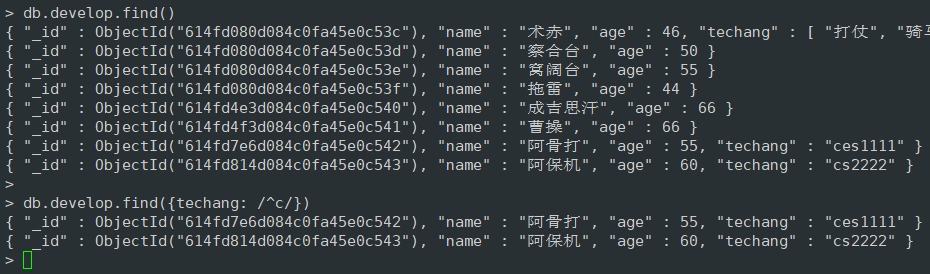 > db.develop.find()
{ "_id" : ObjectId("614fd080d084c0fa45e0c53c"), "name" : "术赤", "age" : 46, "techang" : [ "打仗", "骑
{ "_id" : ObjectId("614fd080d084c0fa45e0c53d"), "name" : "察合台", "age" : 50 }
{ "_id" : ObjectId("614fd080d084c0fa45e0c53e"), "name" : "窝阔台", "age" : 55 }
{ "_id" : ObjectId("614fd080d084c0fa45e0c53f"), "name" : "拖雷", "age" : 44 }
{ "_id" : ObjectId("614fd4e3d084c0fa45e0c540"), "name" : "成吉思汗", "age" : 66 }
{ "_id" : ObjectId("614fd4f3d084c0fa45e0c541"), "name" : "曹操", "age" : 66 }
{ "_id" : ObjectId("614fd7e6d084c0fa45e0c542"), "name" : "阿骨打", "age" : 55, "techang" : "ces1111" }
{ "_id" : ObjectId("614fd814d084c0fa45e0c543"), "name" : "阿保机", "age" : 60, "techang" : "cs2222" }
>
> db.develop.find({techang: /^c/})
{ "_id" : ObjectId("614fd7e6d084c0fa45e0c542"), "name" : "阿骨打", "age" : 55, "techang" : "ces1111" }
{ "_id" : ObjectId("614fd814d084c0fa45e0c543"), "name" : "阿保机", "age" : 60, "techang" : "cs2222" }
>